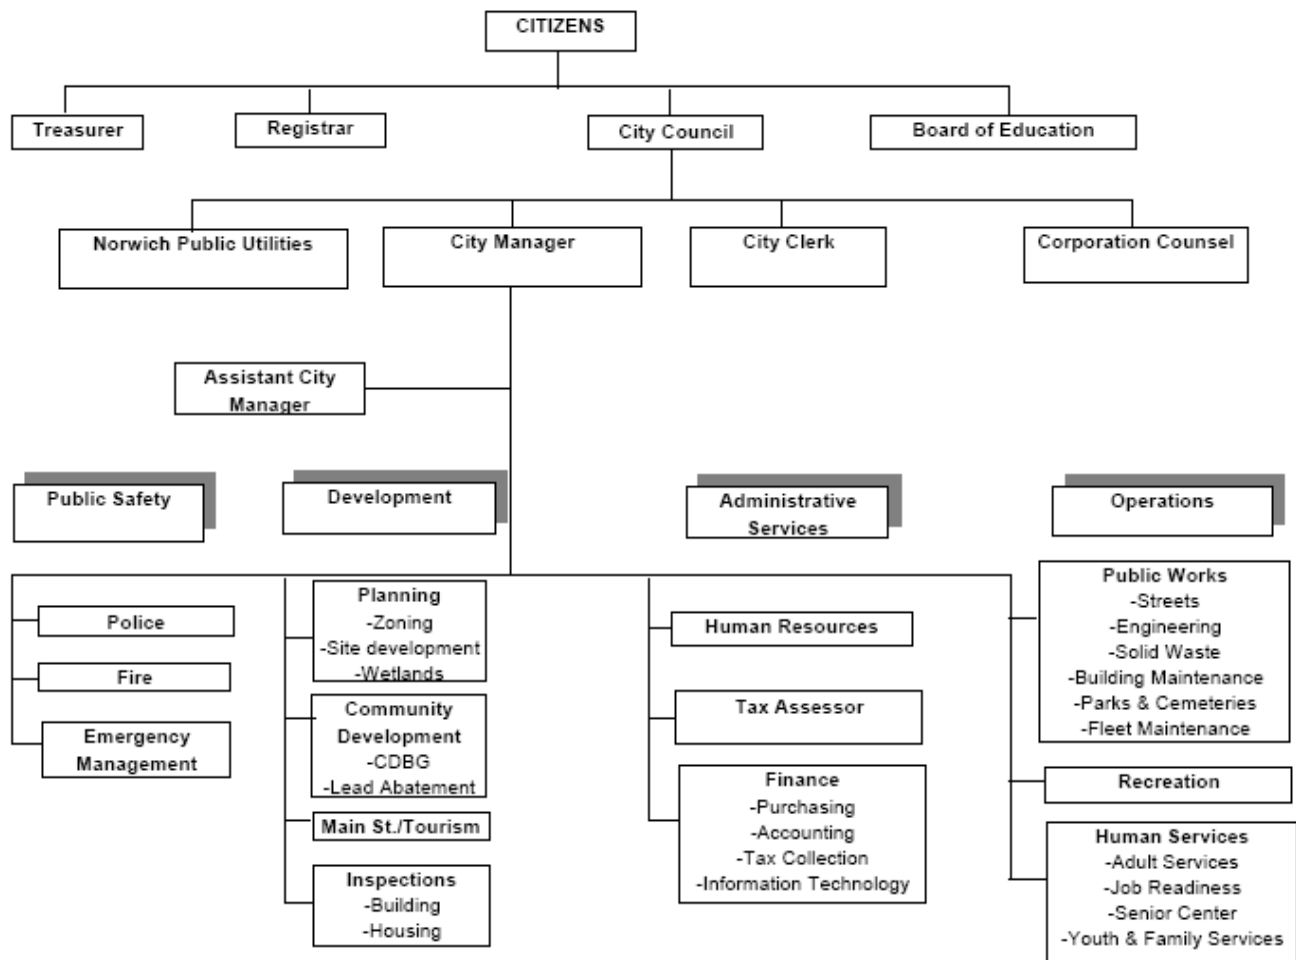 CITIZENS
Treasurer
Registrar
City Council
Board of Education
Norwich Public Utilities
City Manager
City Clerk
Corporation Counsel
Assistant City
Manager
Public Safety
Development
Administrative
Services
Operations
Police
Fire
Emergency
Management
Planning
-Zoning
-Site development
-Wetlands
Community
Development
-CDBG
-Lead Abatement
Main St./Tourism
Inspections
-Building
-Housing
Human Resources
Tax Assessor
Finance
-Purchasing
-Accounting
-Tax Collection
-Information Technology
Public Works
-Streets
-Engineering
-Solid Waste
-Building Maintenance
-Parks & Cemeteries
-Fleet Maintenance
Recreation
Human Services
-Adult Services
-Job Readiness
-Senior Center
-Youth & Family Services